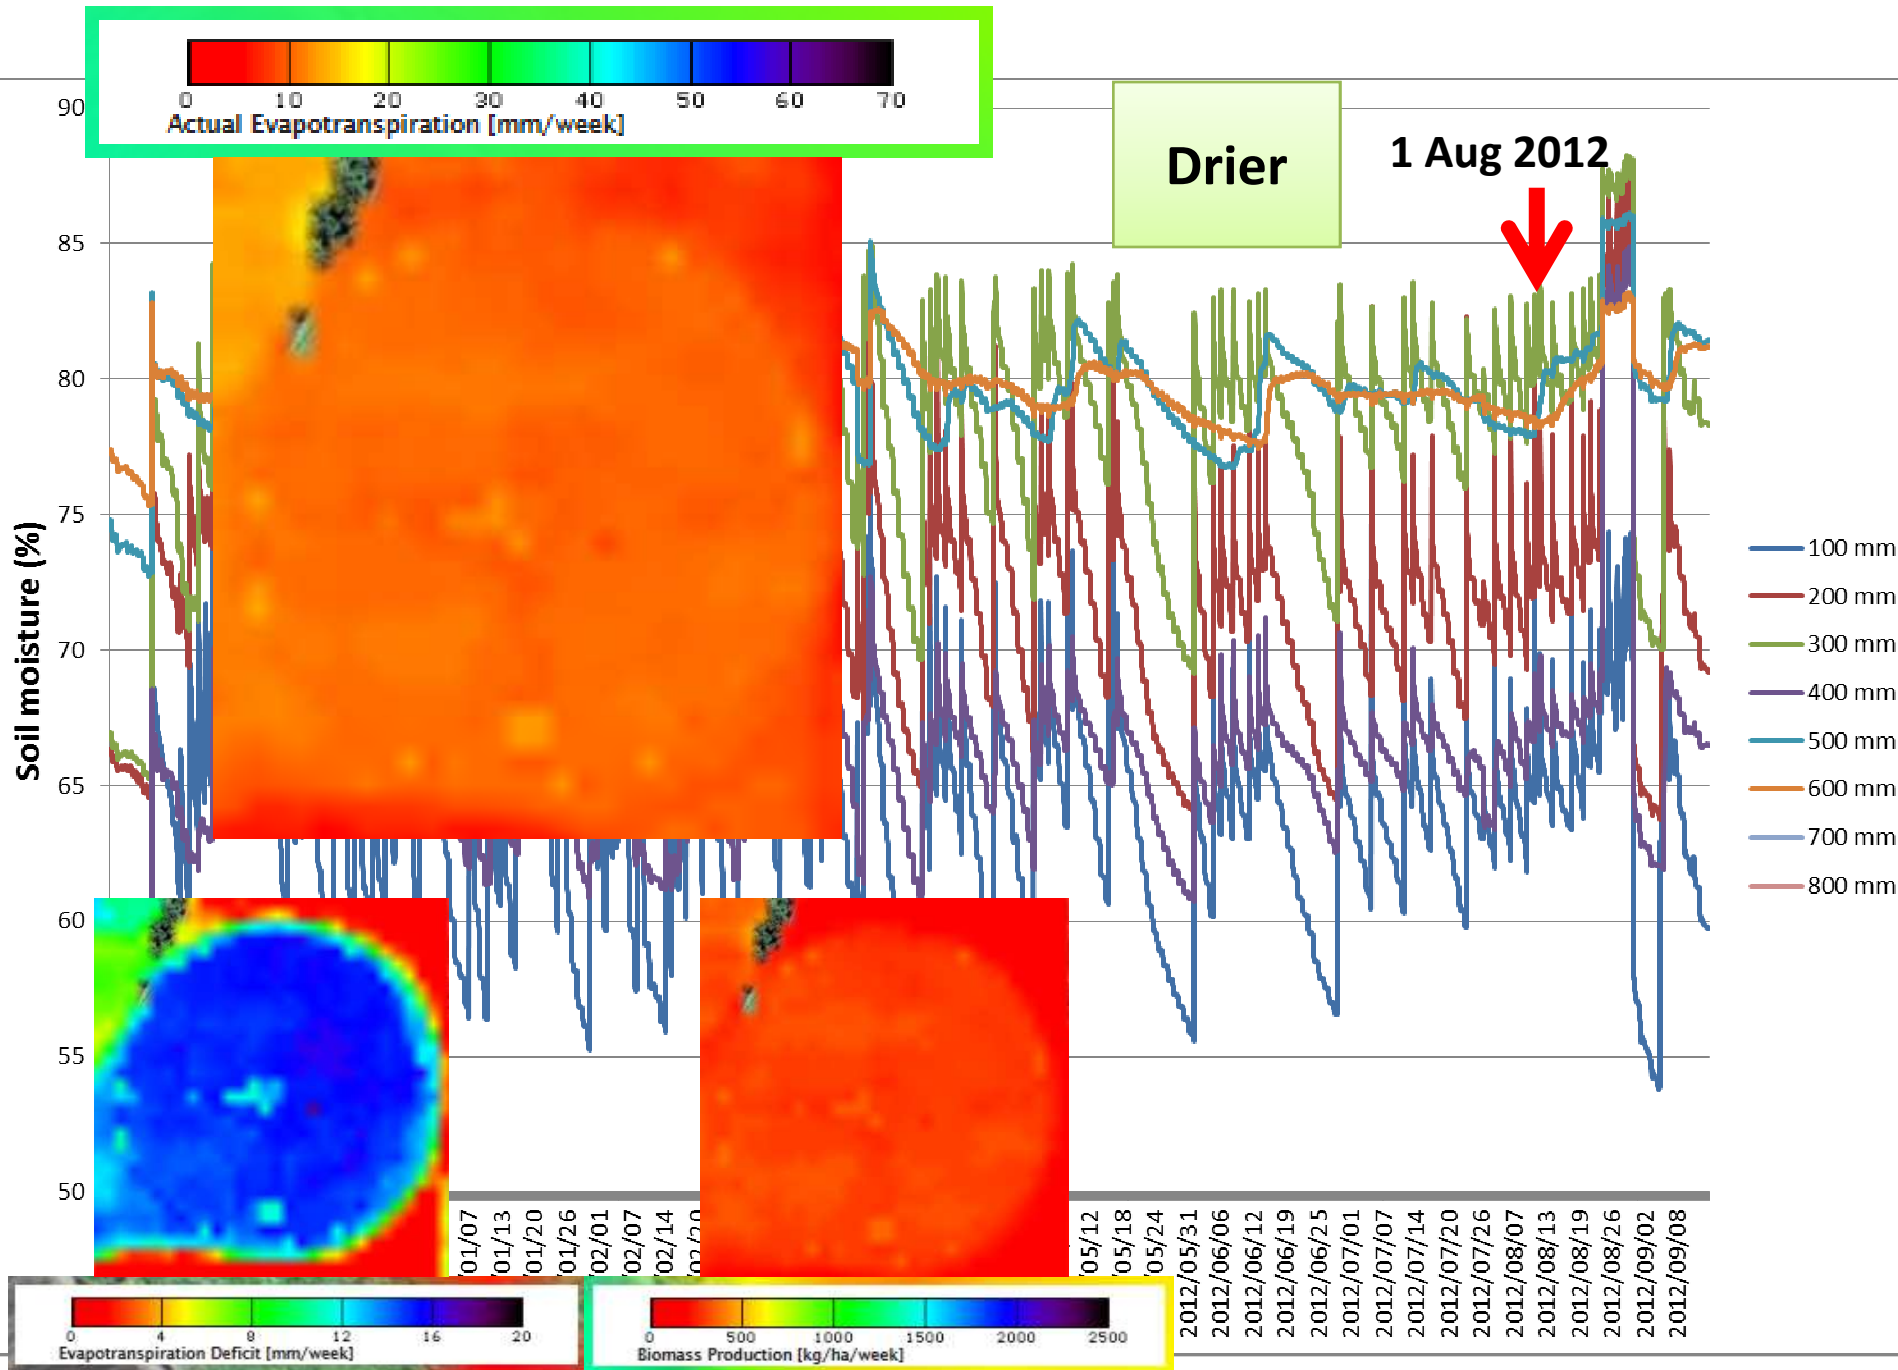 0 10 20 30 40 50 60 70
Actual Evapotranspiration [mm/week]
Drier
1 Aug 2012
90
85
80
75
70
65
60
55
50
Soil moisture (%)
100 mm
200 mm
300 mm
400 mm
500 mm
600 mm
700 mm
800 mm
/01/07
/01/13
/01/20
/01/26
/02/01
/02/07
/02/14
/05/12
/05/18
/05/24
2012/05/31
2012/06/06
2012/06/12
2012/06/19
2012/06/25
2012/07/01
2012/07/07
2012/07/14
2012/07/20
2012/07/26
2012/08/07
2012/08/13
2012/08/19
2012/08/26
2012/09/02
2012/09/08
0 4 8 12 16 20
Evapotranspiration Deficit [mm/week]
0 500 1000 1500 2000 2500
Biomass Production [kg/ha/week]